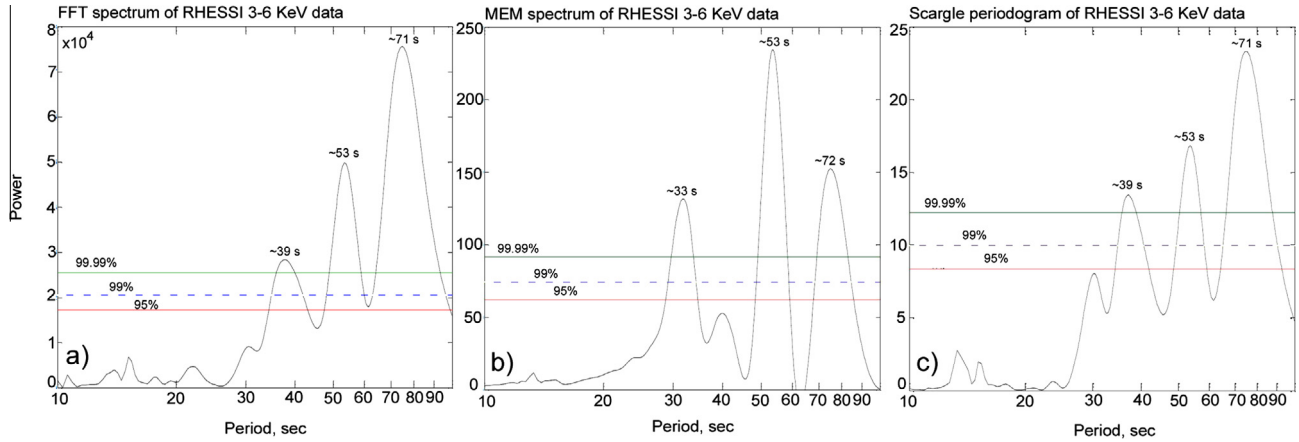 FFT spectrum of RHESSI 3-6 KeV data
x10⁴
8
7
6
5
4
3
2
1
0
Power
~39 s
~53 s
~71 s
99.99%
99%
95%
a)
10 20 30 40 50 60 70 80 90
Period, sec
MEM spectrum of RHESSI 3-6 KeV data
250
200
150
100
50
0
~33 s
~53 s
~72 s
99.99%
99%
95%
b)
10 20 30 40 50 60 70 80 90
Period, sec
Scargle periodogram of RHESSI 3-6 KeV data
25
20
15
10
5
0
~39 s
~53 s
~71 s
99.99%
99%
95%
c)
10 20 30 40 50 60 70 80 90
Period, sec